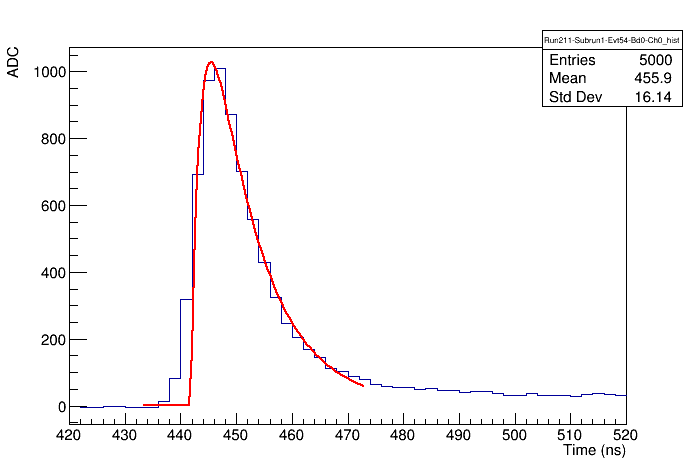 Run211-Subrun1-Evt54-Bd0-Ch0_hist
Entries 5000
Mean 455.9
Std Dev 16.14
ADC
1000
800
600
400
200
0
420 430 440 450 460 470 480 490 500 510 520
Time (ns)